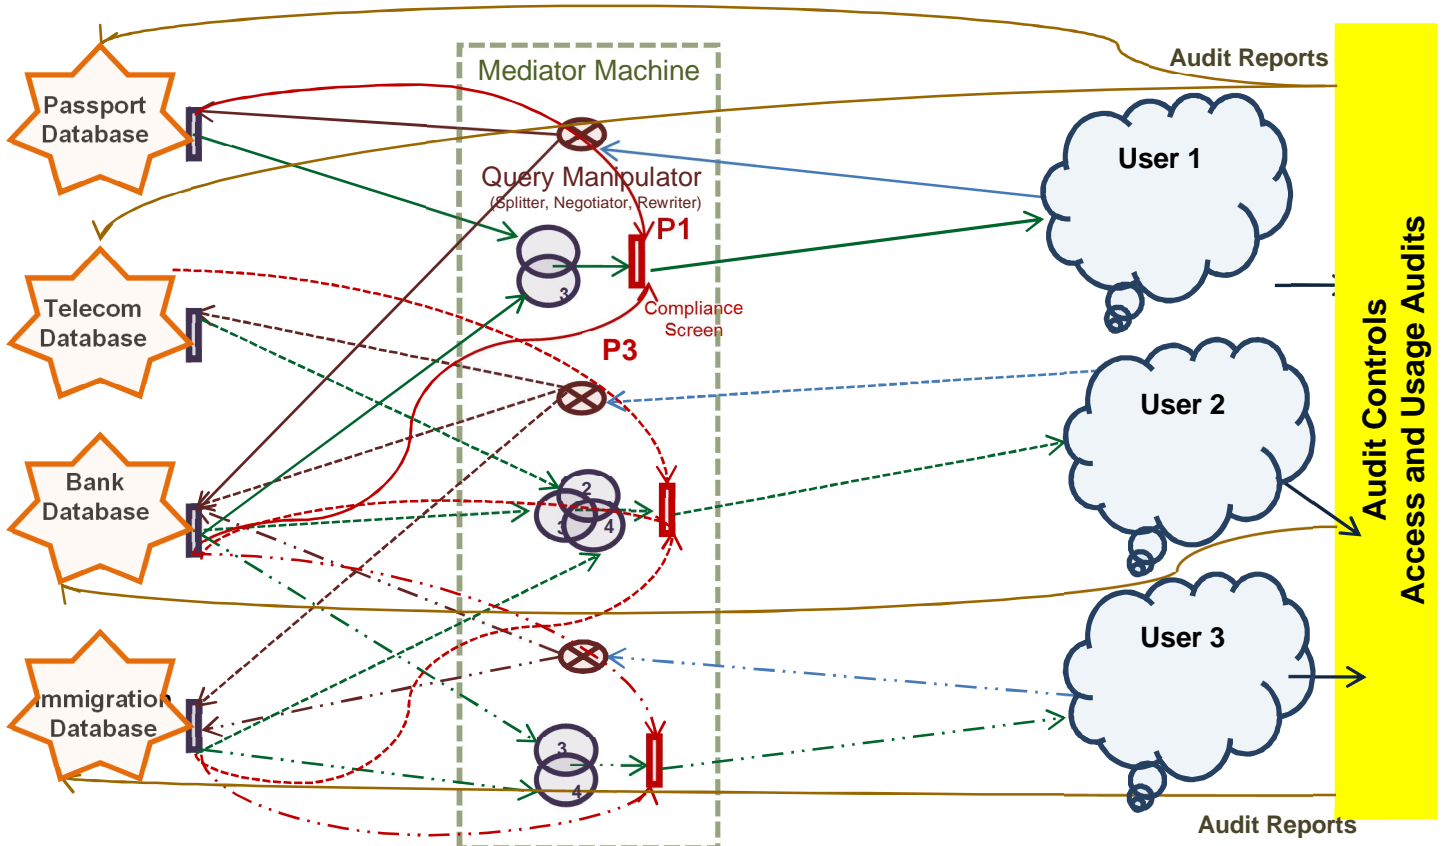 Audit Reports
Mediator Machine
Passport
Database
User 1
Query Manipulator
(Splitter, Negotiator, Rewriter)
P1
3
Compliance
Screen
P3
Telecom
Database
User 2
Audit Controls
Access and Usage Audits
Bank
Database
2
3
4
User 3
Immigration
Database
3
4
Audit Reports